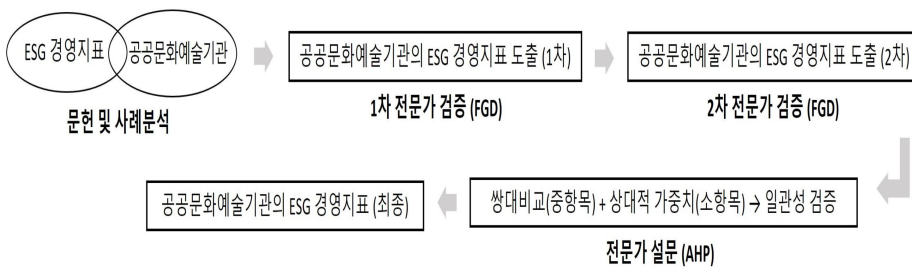 ESG 경영지표 공공문화예술기관
문헌 및 사례분석
공공문화예술기관의 ESG 경영지표 도출 (1차)
1차 전문가 검증 (FGD)
공공문화예술기관의 ESG 경영지표 도출 (2차)
2차 전문가 검증 (FGD)
쌍대비교(중항목) + 상대적 가중치(소항목) → 일관성 검증
전문가 설문 (AHP)
공공문화예술기관의 ESG 경영지표 (최종)